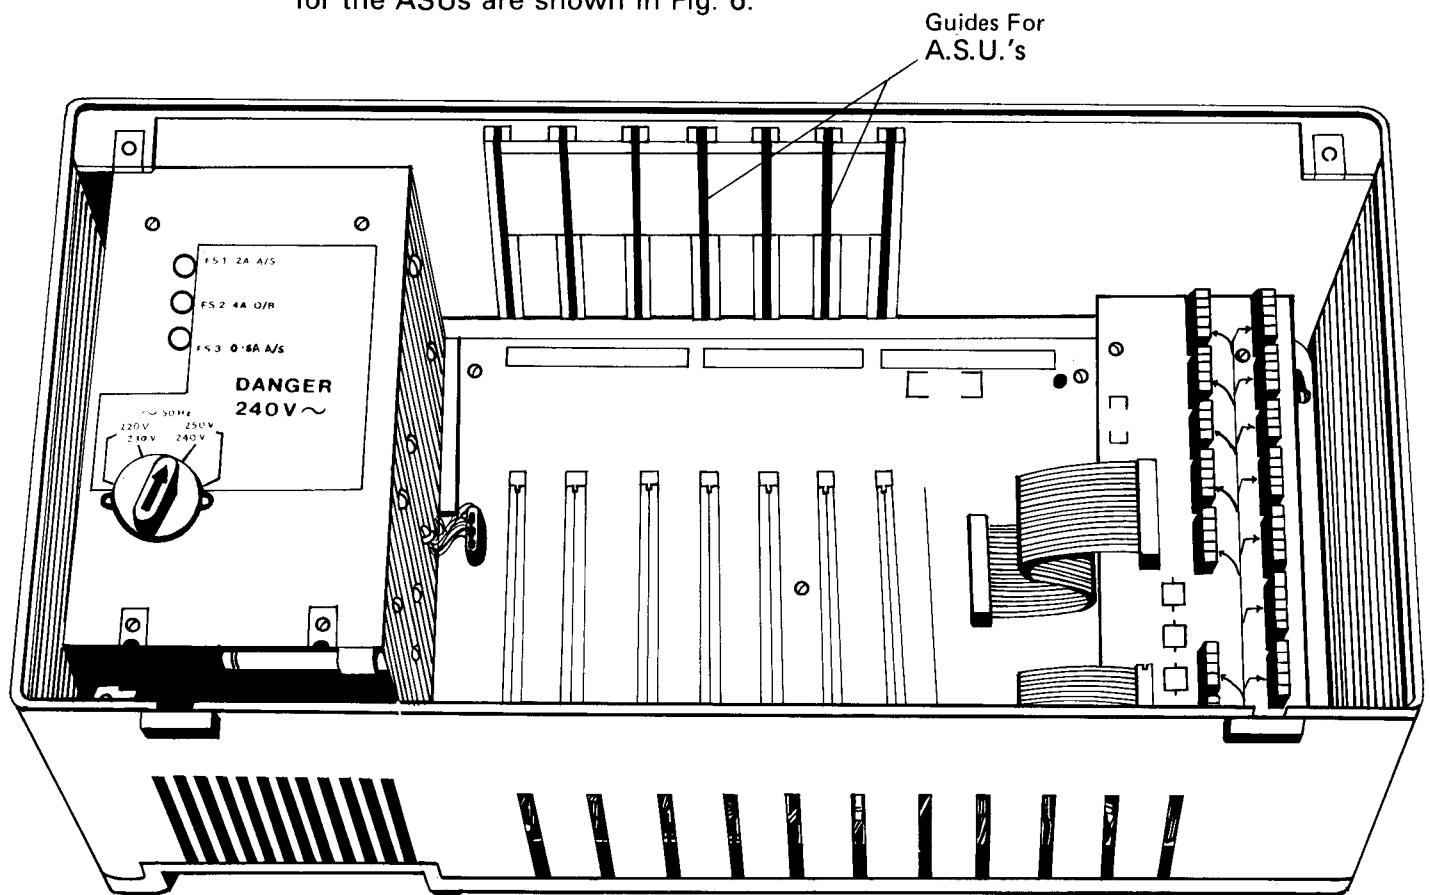 for the ASUs are shown in Fig. 6.
Guides For
A.S.U.'s
FS1 2A A/S
FS2 4A Q/B
FS3 0·8A A/S
DANGER
240V~
~ 50Hz
220V 250V
230V 240V